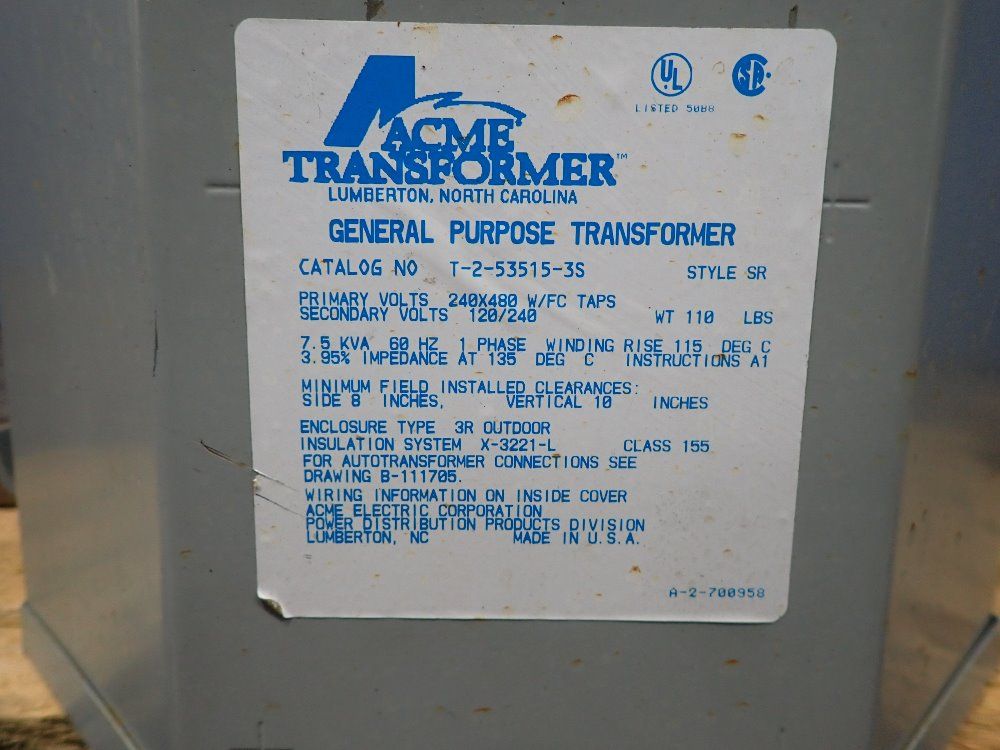 UL
SA
LISTED 50B8
ACME
TRANSFORMER™
LUMBERTON, NORTH CAROLINA
GENERAL PURPOSE TRANSFORMER
CATALOG NO T-2-53515-3S STYLE SR
PRIMARY VOLTS 240X480 W/FC TAPS
SECONDARY VOLTS 120/240 WT 110 LBS
7.5 KVA 60 HZ 1 PHASE WINDING RISE 115 DEG C
3.95% IMPEDANCE AT 135 DEG C INSTRUCTIONS A1
MINIMUM FIELD INSTALLED CLEARANCES:
SIDE 8 INCHES, VERTICAL 10 INCHES
ENCLOSURE TYPE 3R OUTDOOR
INSULATION SYSTEM X-3221-L CLASS 155
FOR AUTOTRANSFORMER CONNECTIONS SEE
DRAWING B-111705.
WIRING INFORMATION ON INSIDE COVER
ACME ELECTRIC CORPORATION
POWER DISTRIBUTION PRODUCTS DIVISION
LUMBERTON, NC MADE IN U.S.A.
A-2-700958